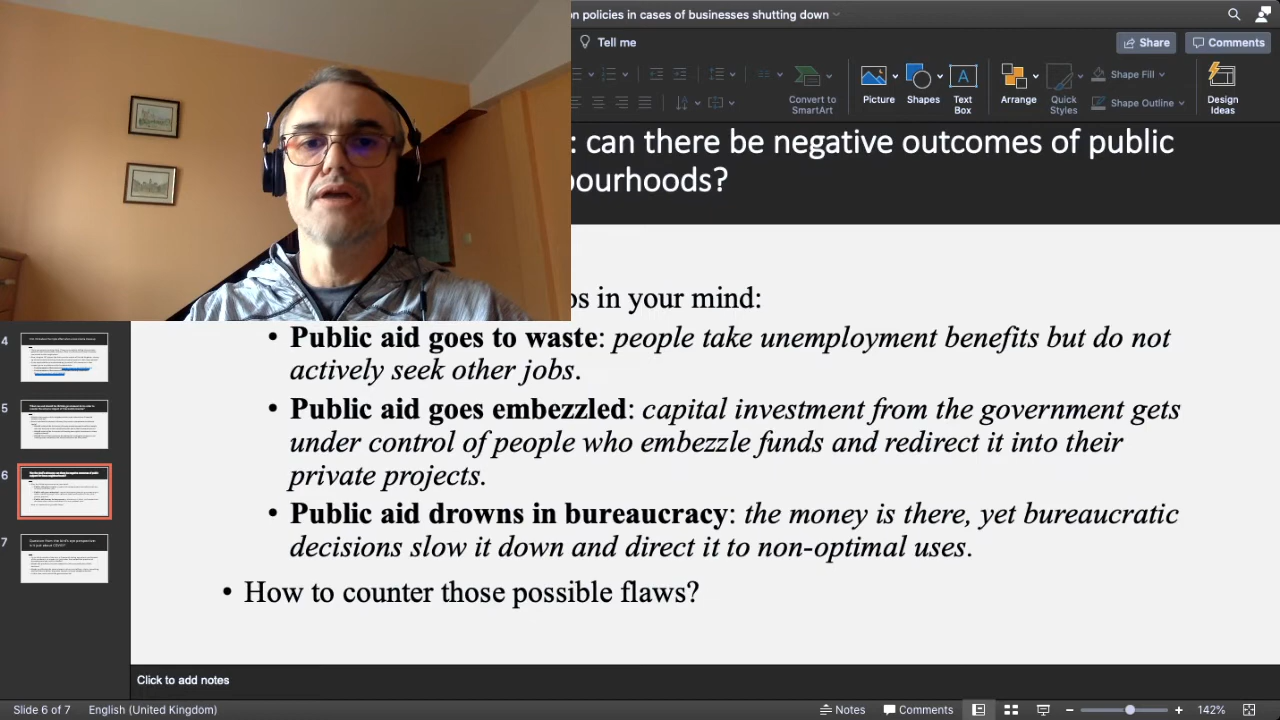 on policies in cases of businesses shutting down
Tell me
Share
Comments
Convert to
SmartArt
Picture
Shapes
Text
Box
Arrange
Quick
Styles
Shape Fill
Shape Outline
Design
Ideas
: can there be negative outcomes of public
bourhoods?
os in your mind:
• Public aid goes to waste: people take unemployment benefits but do not
actively seek other jobs.
• Public aid goes embezzled: capital investment from the government gets
under control of people who embezzle funds and redirect it into their
private projects.
• Public aid drowns in bureaucracy: the money is there, yet bureaucratic
decisions slow it down and direct it to non-optimal uses.
• How to counter those possible flaws?
4
5
6
7
Click to add notes
Slide 6 of 7
English (United Kingdom)
Notes
Comments
142%